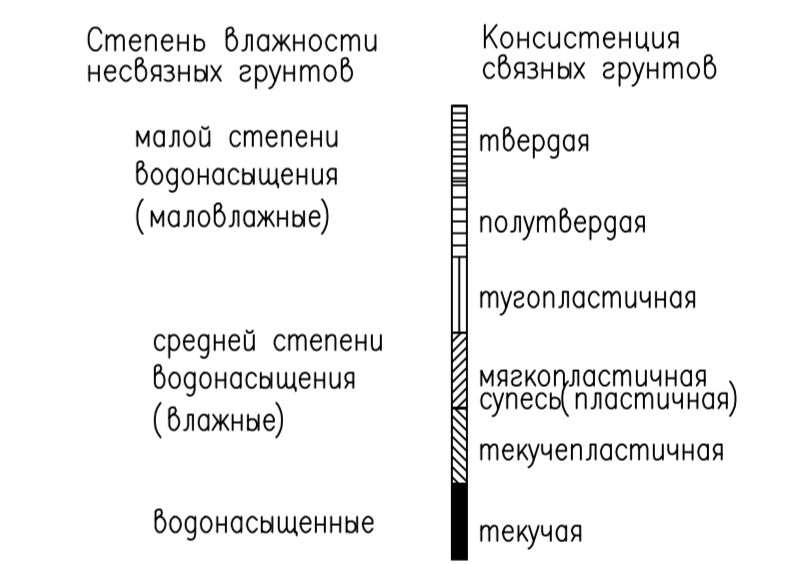 Степень влажности
несвязных грунтов
малой степени
водонасыщения
(маловлажные)
средней степени
водонасыщения
(влажные)
водонасыщенные
Консистенция
связных грунтов
твердая
полутвердая
тугопластичная
мягкопластичная
супесь(пластичная)
текучепластичная
текучая